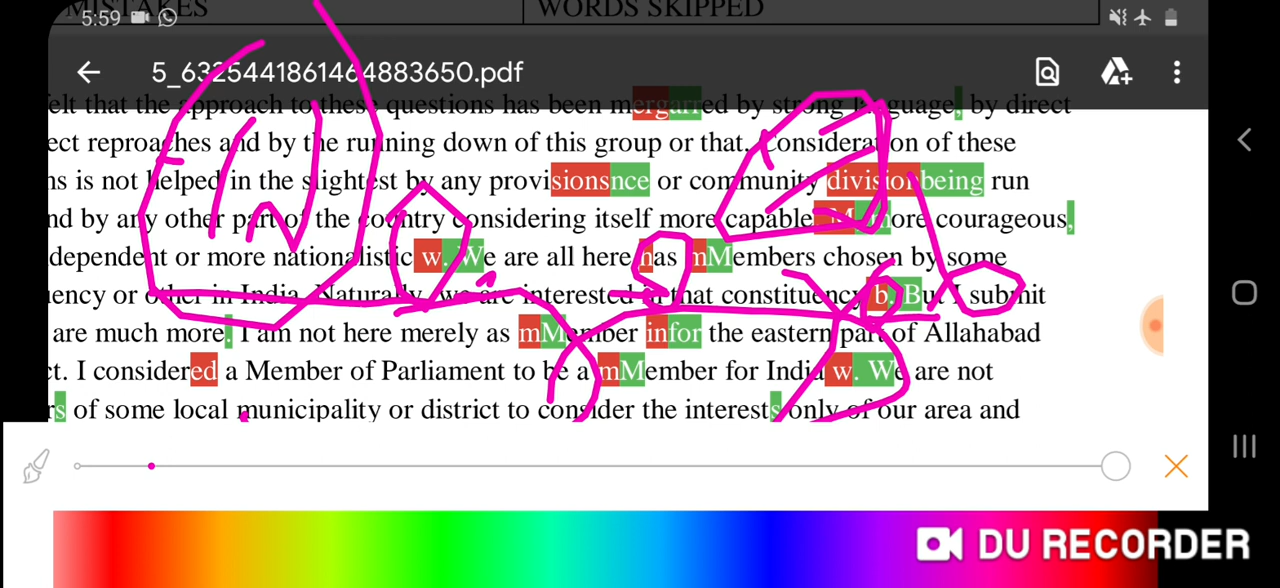 MISTAKES WORDS SKIPPED
5:59
5_6325441861464883650.pdf
elt that the approach to these questions has been mergarred by strong language, by direct
ect reproaches and by the running down of this group or that. Consideration of these
ns is not helped in the slightest by any provisionsnce or community divisionbeing run
nd by any other part of the country considering itself more capable more courageous,
dependent or more nationalistic w. We are all here has mMembers chosen by some
uency or other in India. Naturally, we are interested in that constituency b. But I submit
are much more. I am not here merely as mMember infor the eastern part of Allahabad
ct. I considered a Member of Parliament to be a mMember for India w. We are not
rs of some local municipality or district to consider the interests only of our area and
DU RECORDER